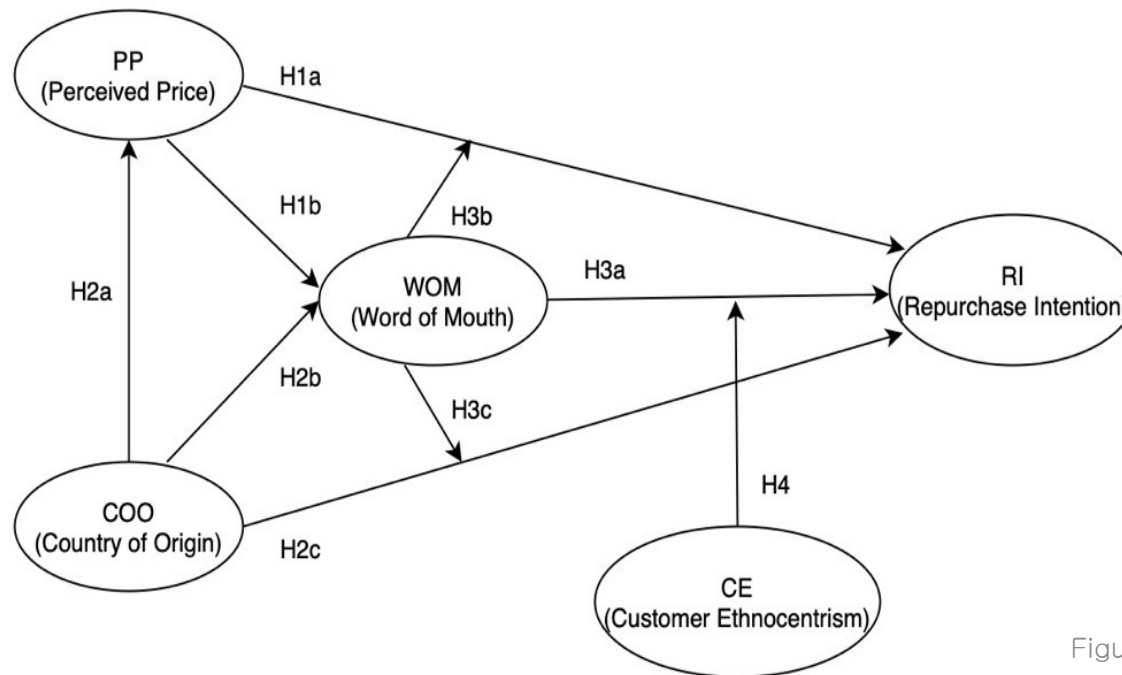 PP
(Perceived Price)
H1a
H1b
H3b
H2a
WOM
(Word of Mouth)
H3a
RI
(Repurchase Intention)
H2b
H3c
COO
(Country of Origin)
H2c
H4
CE
(Customer Ethnocentrism)
Figu